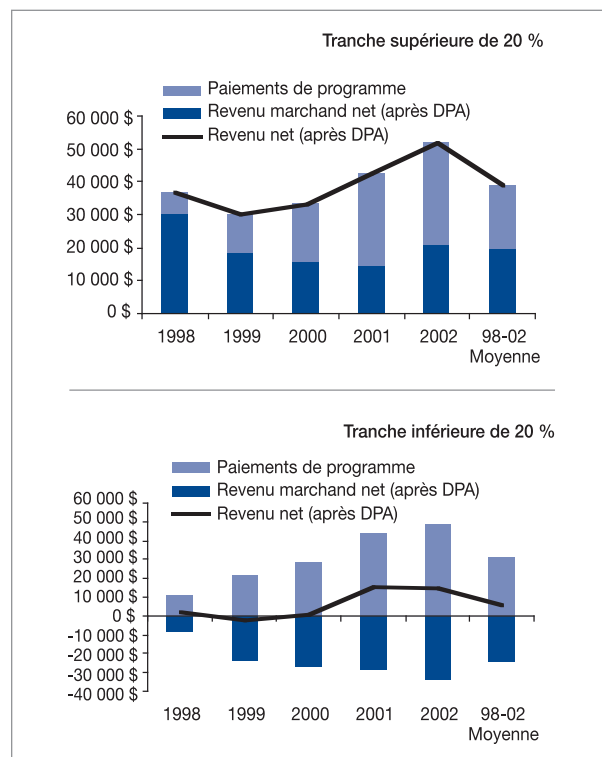 Tranche supérieure de 20 %
Paiements de programme
Revenu marchand net (après DPA)
Revenu net (après DPA)
60 000 $
50 000 $
40 000 $
30 000 $
20 000 $
10 000 $
0 $
1998 1999 2000 2001 2002 98-02
Moyenne
Tranche inférieure de 20 %
Paiements de programme
Revenu marchand net (après DPA)
Revenu net (après DPA)
60 000 $
50 000 $
40 000 $
30 000 $
20 000 $
10 000 $
0 $
-10 000 $
-20 000 $
-30 000 $
-40 000 $
1998 1999 2000 2001 2002 98-02
Moyenne